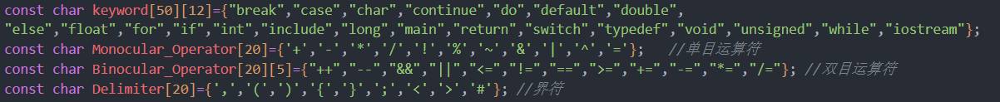 const char keyword[50][12]={"break","case","char","continue","do","default","double",
"else","float","for","if","int","include","long","main","return","switch","typedef","void","unsigned","while","iostream"};
const char Monocular_Operator[20]={'+','-','*','/','!','%','~','&','|','^','='};   //单目运算符
const char Binocular_Operator[20][5]={"++","--","&&","||","<=","!=","==",">=","+=","-=","*=","/="}; //双目运算符
const char Delimiter[20]={',','(',')','{','}',';','<','>','#'}; //界符